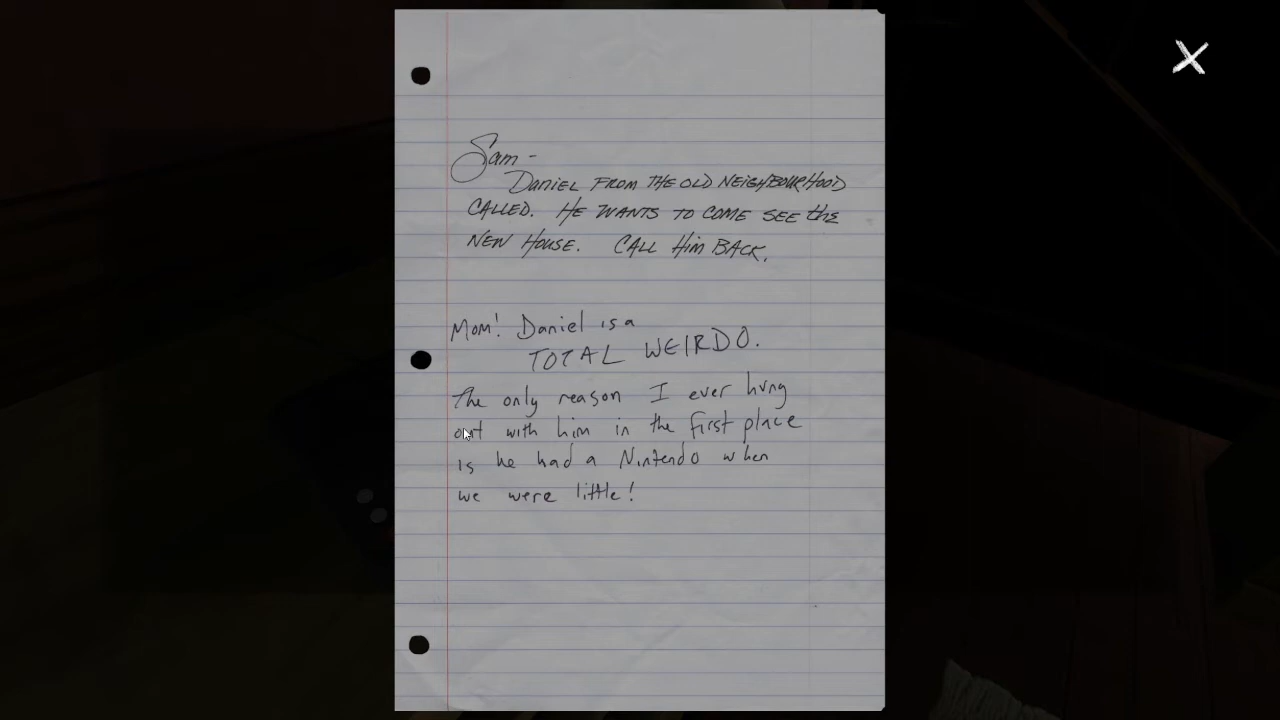 Sam -
DANIEL FROM THE OLD NEIGHBOURHOOD
CALLED. HE WANTS TO COME SEE the
NEW HOUSE. CALL HIM BACK.
Mom! Daniel is a
TOTAL WEIRDO.
The only reason I ever hung
out with him in the first place
is he had a Nintendo when
we were little!